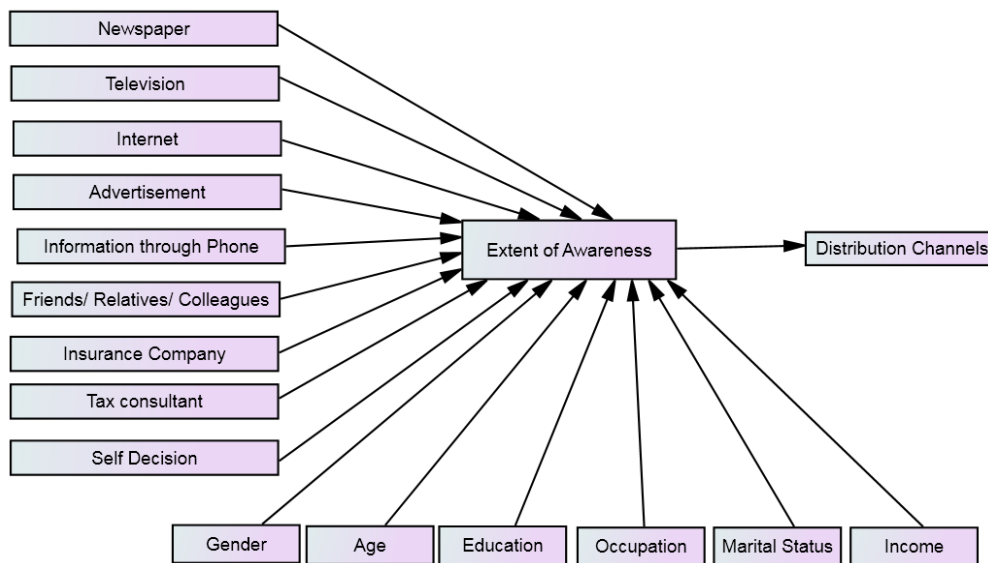 Newspaper
Television
Internet
Advertisement
Information through Phone
Friends/ Relatives/ Colleagues
Insurance Company
Tax consultant
Self Decision
Extent of Awareness
Distribution Channels
Gender
Age
Education
Occupation
Marital Status
Income